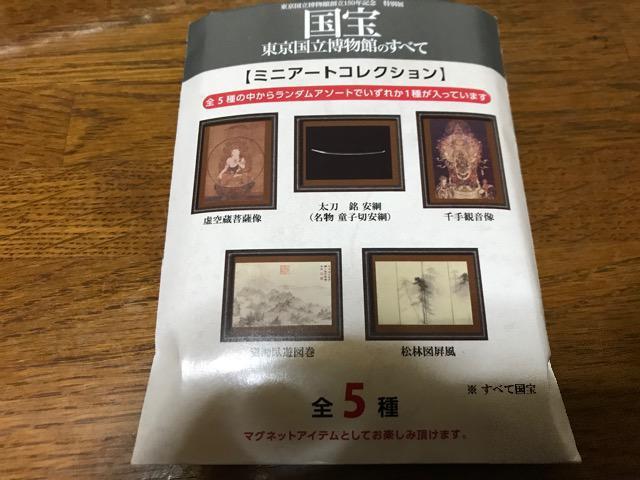 東京国立博物館創立150年記念 特別展
国宝
東京国立博物館のすべて
【ミニアートコレクション】
全5種の中からランダムアソートでいずれか1種が入っています
虚空蔵菩薩像
太刀 銘 安綱
（名物 童子切安綱）
千手観音像
図巻
松林図屏風
※ すべて国宝
全5種
マグネットアイテムとしてお楽しみ頂けます。